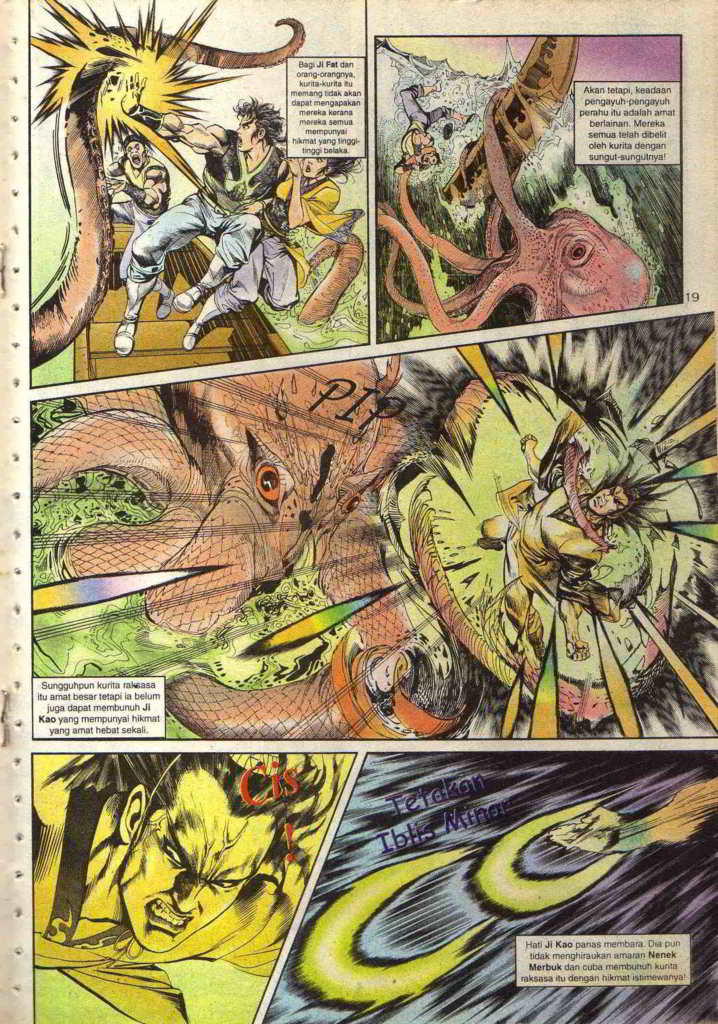 Bagi Ji Fat dan
orang-orangnya,
kurita-kurita itu
memang tidak akan
dapat mengapakan
mereka kerana
mereka semua
mempunyai
hikmat yang tinggi-
tinggi belaka.
Akan tetapi, keadaan
pengayuh-pengayuh
perahu itu adalah amat
berlainan. Mereka
semua telah dibelit
oleh kurita dengan
sungut-sungutnya!
19
PIP
Sungguhpun kurita raksasa
itu amat besar tetapi ia belum
juga dapat membunuh Ji
Kao yang mempunyai hikmat
yang amat hebat sekali.
Cis
!
Tetakan
Iblis Minor
Hati Ji Kao panas membara. Dia pun
tidak menghiraukan amaran Nenek
Merbuk dan cuba membunuh kurita
raksasa itu dengan hikmat istimewanya!